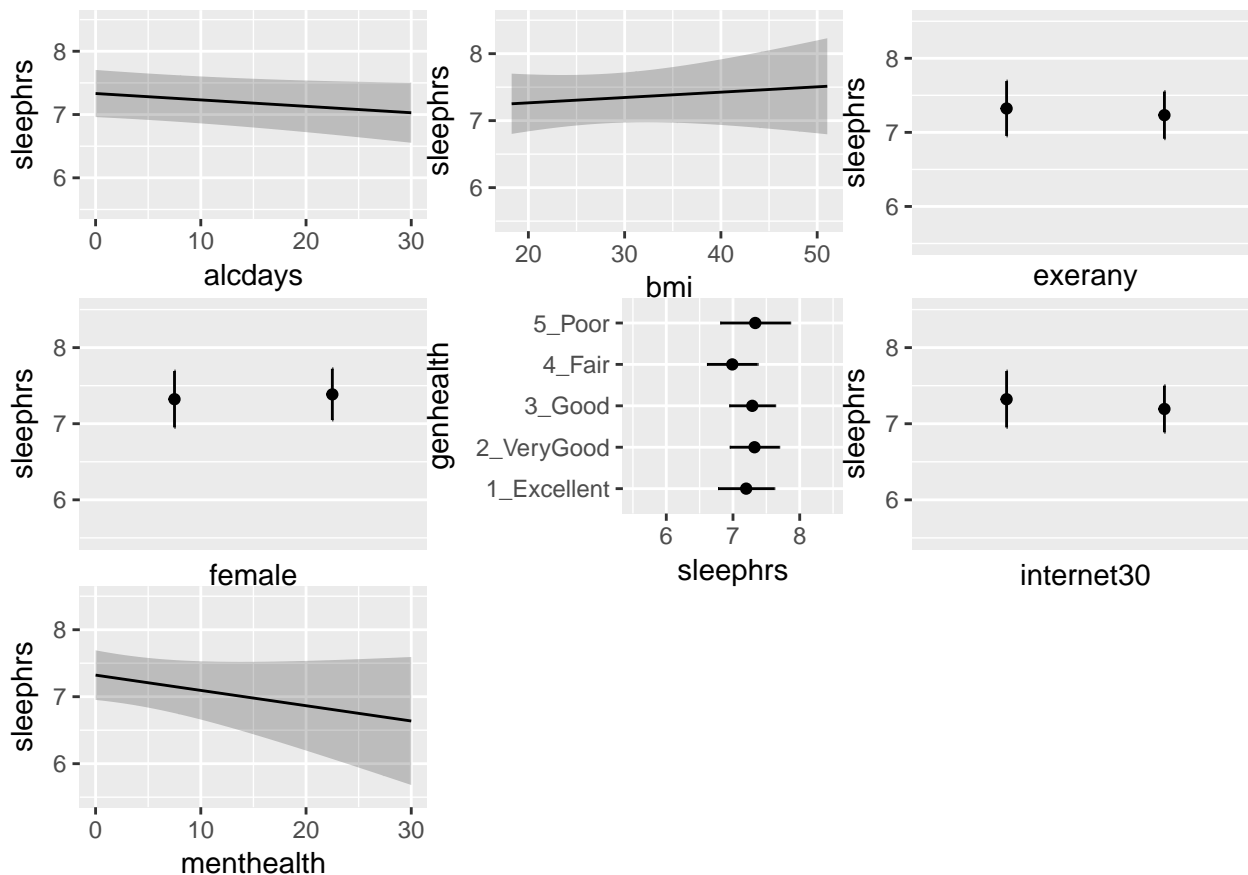 sleephrs
8
7
6
0 10 20 30
alcdays
sleephrs
8
7
6
20 30 40 50
bmi
sleephrs
8
7
6
exerany
sleephrs
8
7
6
female
genhealth
5_Poor
4_Fair
3_Good
2_VeryGood
1_Excellent
6 7 8
sleephrs
sleephrs
8
7
6
internet30
sleephrs
8
7
6
0 10 20 30
menthealth